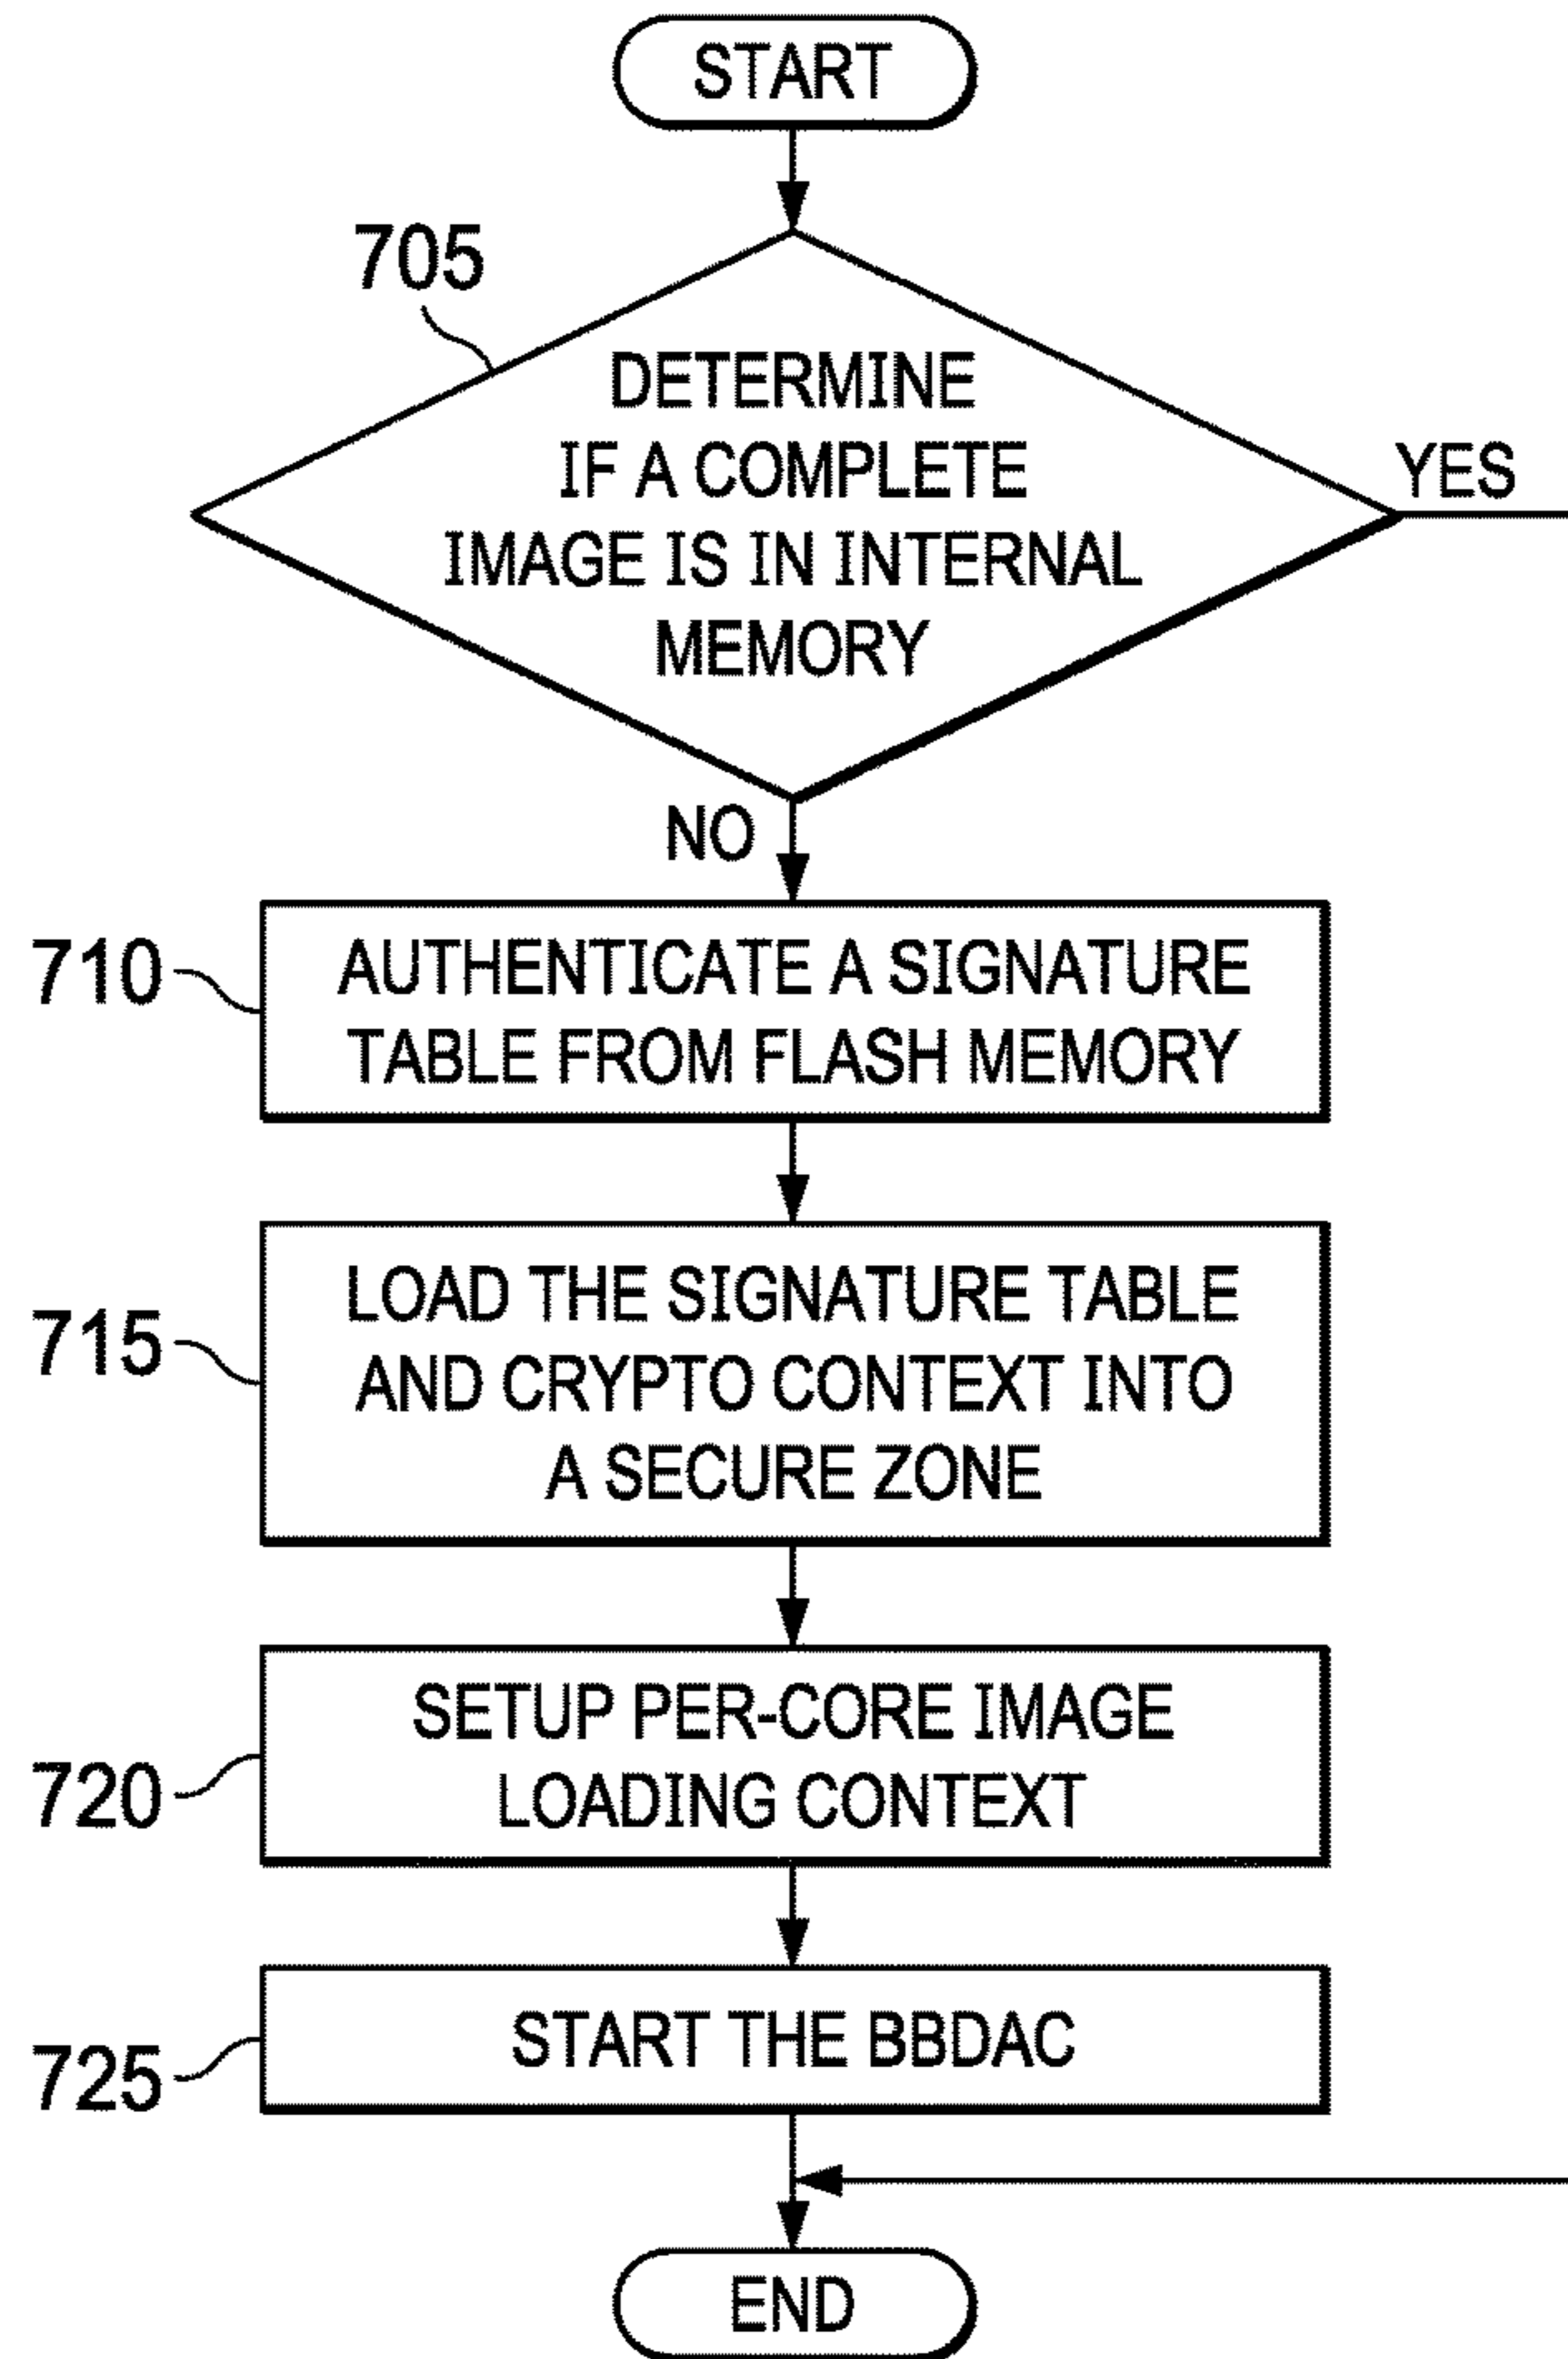 START
705
DETERMINE
IF A COMPLETE
IMAGE IS IN INTERNAL
MEMORY
YES
NO
710
AUTHENTICATE A SIGNATURE
TABLE FROM FLASH MEMORY
715
LOAD THE SIGNATURE TABLE
AND CRYPTO CONTEXT INTO
A SECURE ZONE
720
SETUP PER-CORE IMAGE
LOADING CONTEXT
725
START THE BBDAC
END